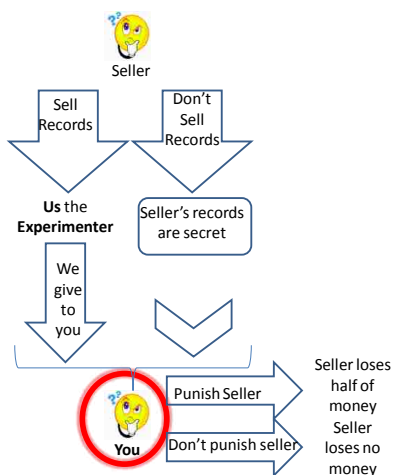 ??
Seller
Sell
Records
Don't
Sell
Records
Us the
Experimenter
Seller's records
are secret
We
give
to
you
??
You
Punish Seller
Don't punish seller
Seller loses
half of
money
Seller
loses no
money